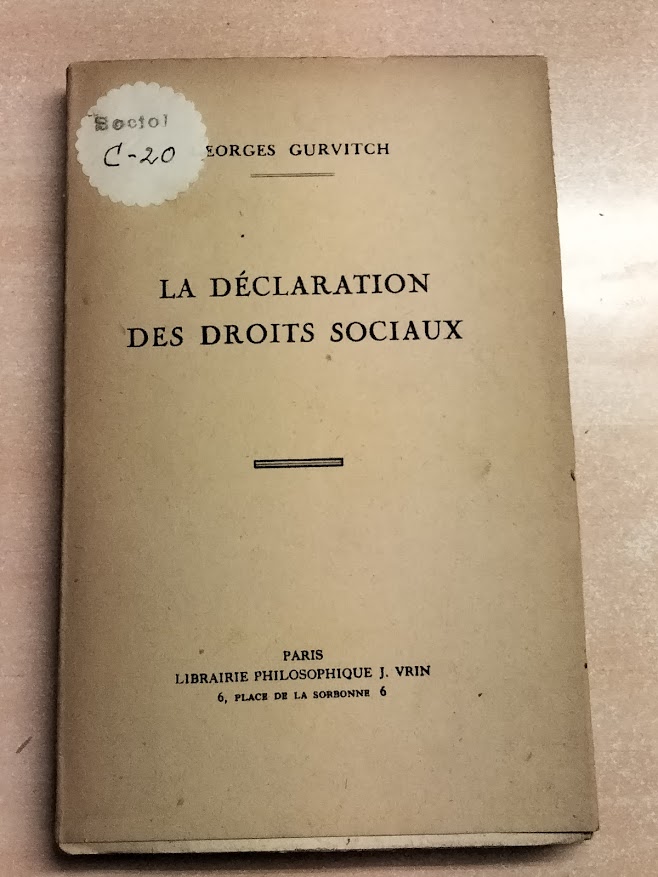 Sociol
C-20
EORGES GURVITCH
LA DÉCLARATION
DES DROITS SOCIAUX
PARIS
LIBRAIRIE PHILOSOPHIQUE J. VRIN
6, PLACE DE LA SORBONNE 6